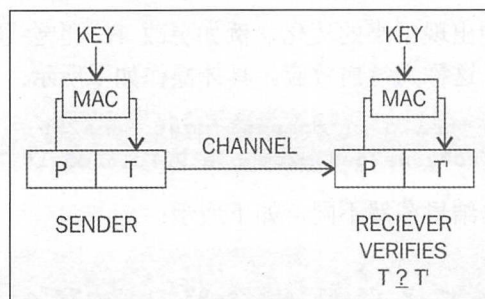 KEY
MAC
P T
SENDER
CHANNEL
KEY
MAC
P T'
RECIEVER
VERIFIES
T ? T'